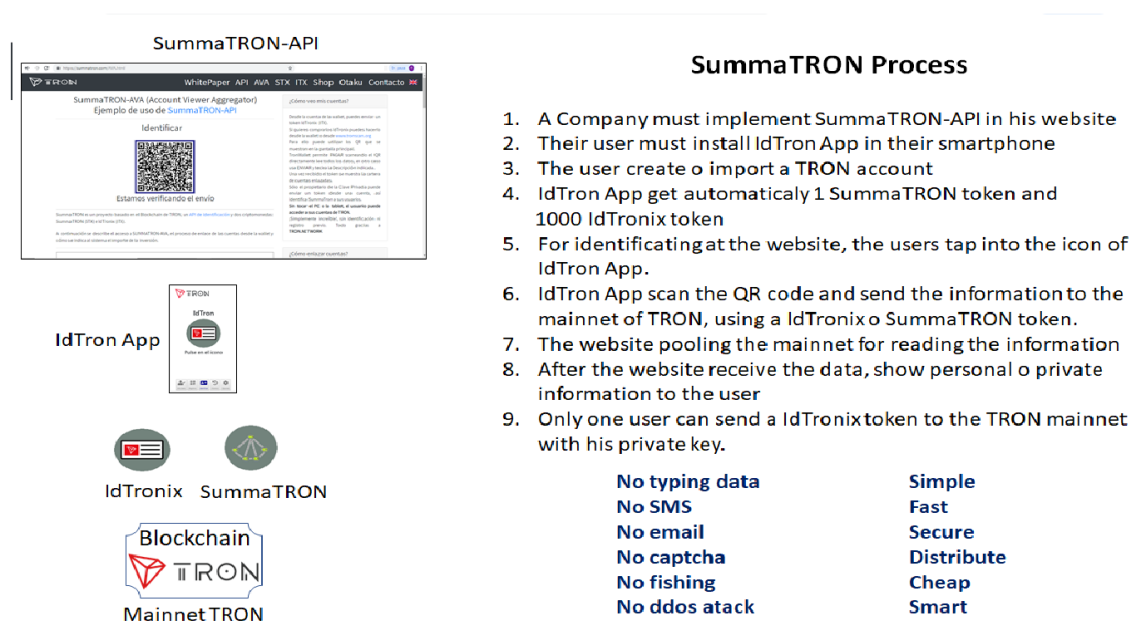 SummaTRON-API
https://summatron.com
TRON
WhitePaper API AVA STX ITX Shop Otaku Contacto
SummaTRON-AVA (Account Viewer Aggregator)
Ejemplo de uso de SummaTRON-API
Identificar
Estamos verificando el envío
¿Cómo veo mis cuentas?
¿Cómo enlazar cuentas?
IdTron App
TRON
IdTron
Pulse en el icono
IdTronix SummaTRON
Blockchain
TRON
Mainnet TRON
SummaTRON Process
1. A Company must implement SummaTRON-API in his website
2. Their user must install IdTron App in their smartphone
3. The user create o import a TRON account
4. IdTron App get automaticaly 1 SummaTRON token and
1000 IdTronix token
5. For identificating at the website, the users tap into the icon of
IdTron App.
6. IdTron App scan the QR code and send the information to the
mainnet of TRON, using a IdTronix o SummaTRON token.
7. The website pooling the mainnet for reading the information
8. After the website receive the data, show personal o private
information to the user
9. Only one user can send a IdTronix token to the TRON mainnet
with his private key.
No typing data
No SMS
No email
No captcha
No fishing
No ddos atack
Simple
Fast
Secure
Distribute
Cheap
Smart